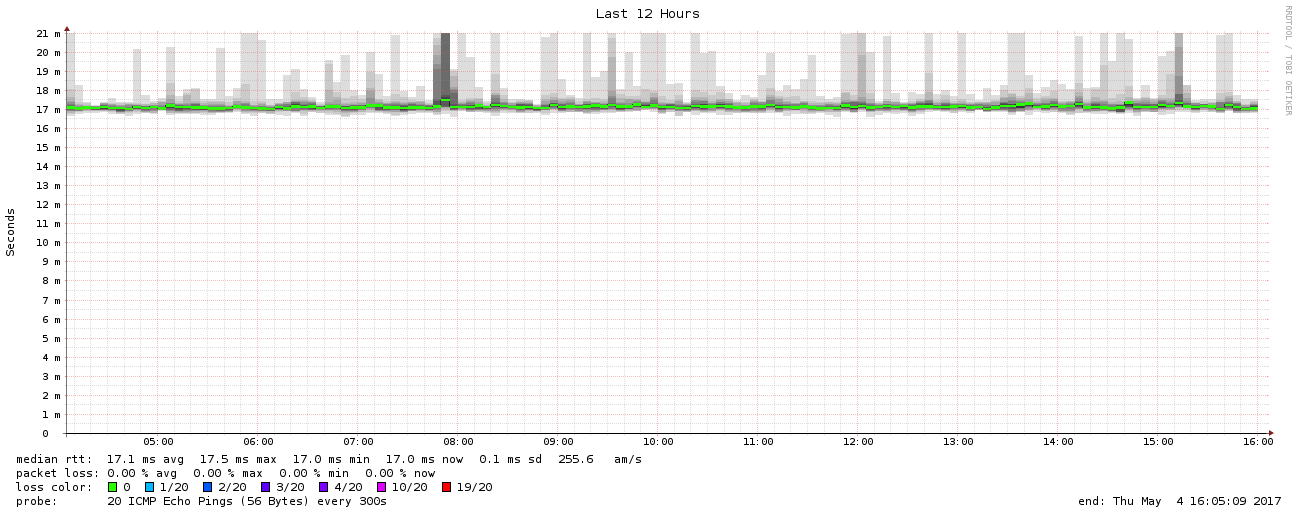 Last 12 Hours
RRDTOOL / TOBI OETIKER
Seconds
21 m
20 m
19 m
18 m
17 m
16 m
15 m
14 m
13 m
12 m
11 m
10 m
9 m
8 m
7 m
6 m
5 m
4 m
3 m
2 m
1 m
0
05:00 06:00 07:00 08:00 09:00 10:00 11:00 12:00 13:00 14:00 15:00 16:00
median rtt: 17.1 ms avg 17.5 ms max 17.0 ms min 17.0 ms now 0.1 ms sd 255.6 am/s
packet loss: 0.00 % avg 0.00 % max 0.00 % min 0.00 % now
loss color: 0 1/20 2/20 3/20 4/20 10/20 19/20
probe: 20 ICMP Echo Pings (56 Bytes) every 300s end: Thu May 4 16:05:09 2017